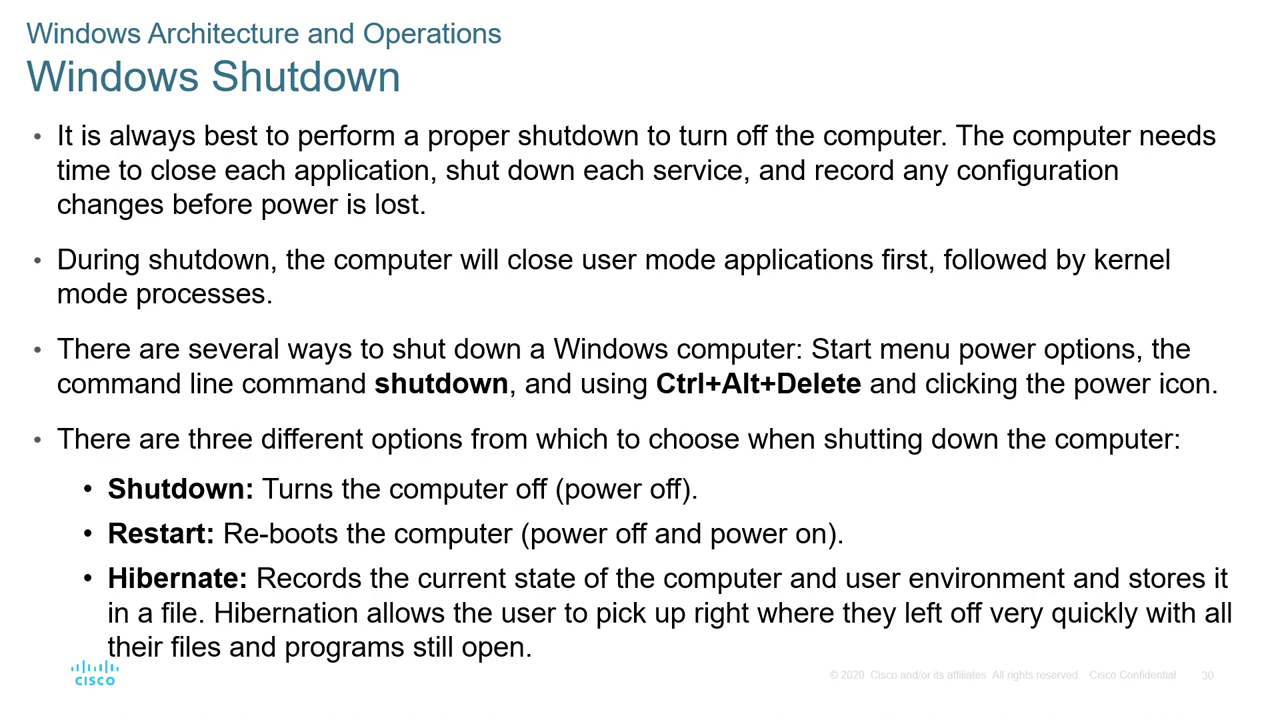 Windows Architecture and Operations
Windows Shutdown
• It is always best to perform a proper shutdown to turn off the computer. The computer needs
time to close each application, shut down each service, and record any configuration
changes before power is lost.
• During shutdown, the computer will close user mode applications first, followed by kernel
mode processes.
• There are several ways to shut down a Windows computer: Start menu power options, the
command line command shutdown, and using Ctrl+Alt+Delete and clicking the power icon.
• There are three different options from which to choose when shutting down the computer:
• Shutdown: Turns the computer off (power off).
• Restart: Re-boots the computer (power off and power on).
• Hibernate: Records the current state of the computer and user environment and stores it
in a file. Hibernation allows the user to pick up right where they left off very quickly with all
their files and programs still open.
CISCO
© 2020 Cisco and/or its affiliates. All rights reserved. Cisco Confidential 30